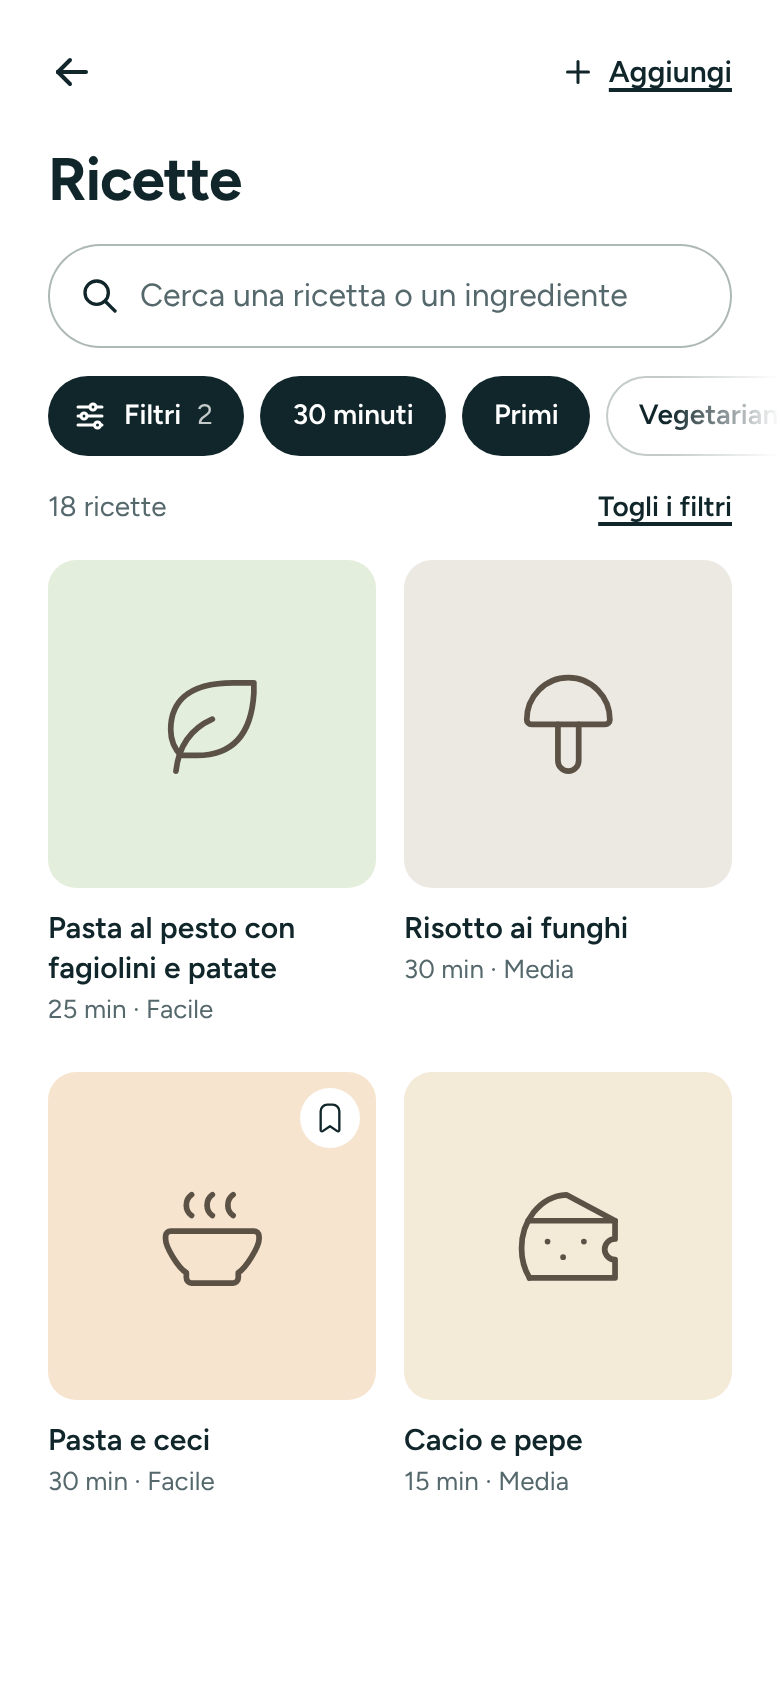 Aggiungi
Ricette
Cerca una ricetta o un ingrediente
Filtri 2 30 minuti Primi Vegetarian
18 ricette Togli i filtri
Pasta al pesto con
fagiolini e patate
25 min · Facile
Risotto ai funghi
30 min · Media
Pasta e ceci
30 min · Facile
Cacio e pepe
15 min · Media